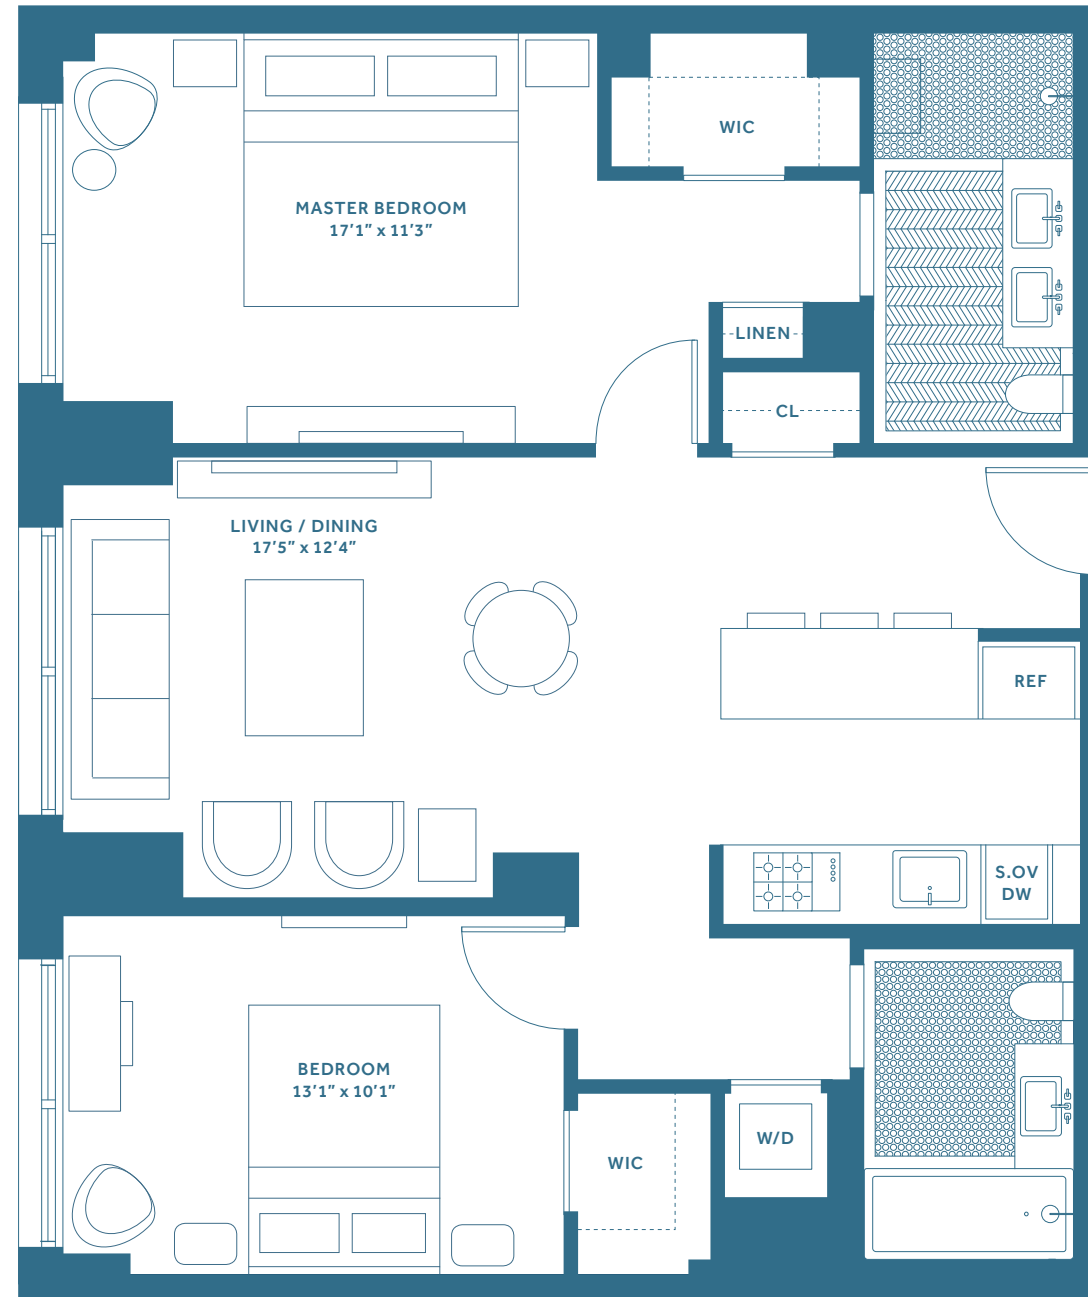 WIC
MASTER BEDROOM
17'1" x 11'3"
LINEN
CL
LIVING / DINING
17'5" x 12'4"
REF
S.OV
DW
BEDROOM
13'1" x 10'1"
W/D
WIC